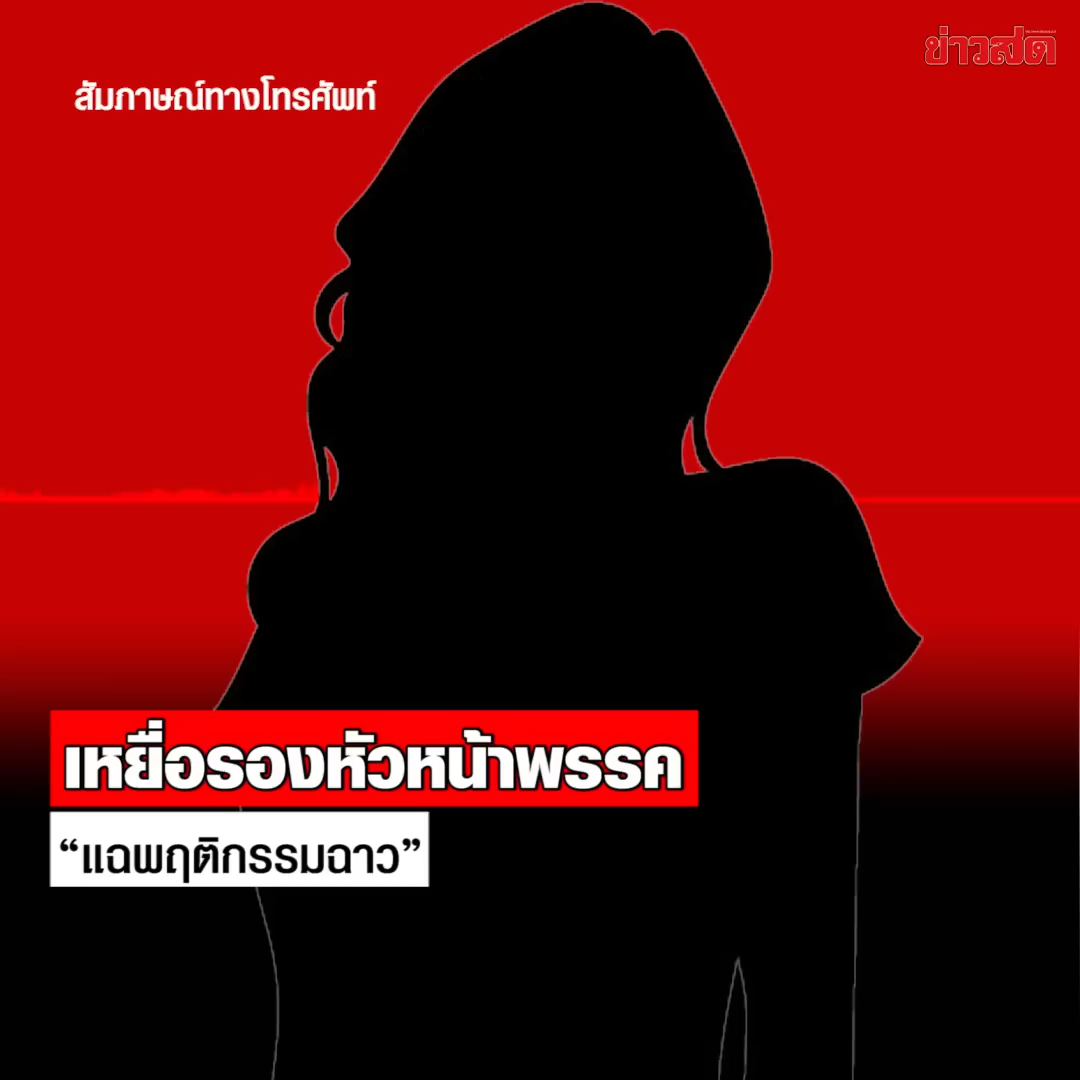 ข่าวสด
สัมภาษณ์ทางโทรศัพท์
เหยื่อรองหัวหน้าพรรค
“แฉพฤติกรรมฉาว”